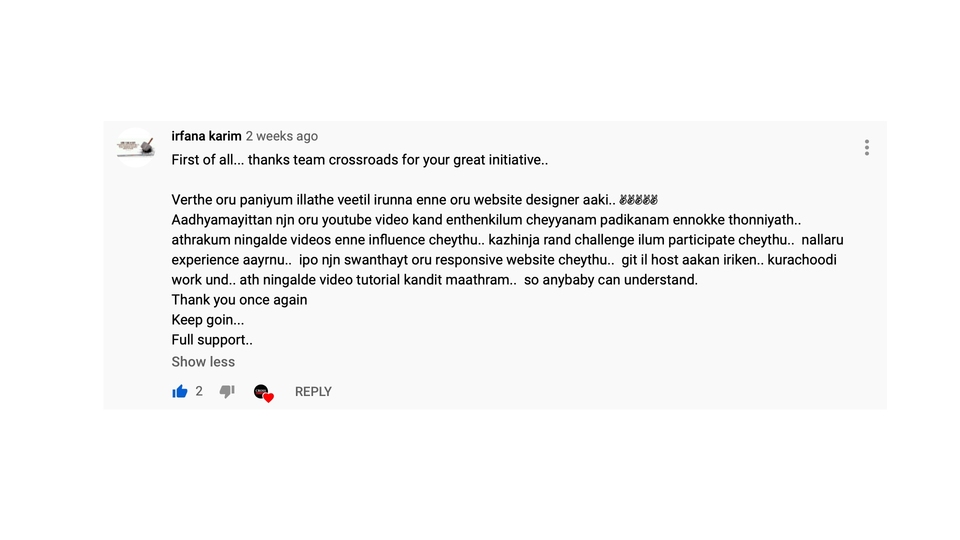 irfana karim 2 weeks ago
First of all... thanks team crossroads for your great initiative..
Verthe oru paniyum illathe veetil irunna enne oru website designer aaki.. ✌✌✌✌✌
Aadhyamayittan njn oru youtube video kand enthenkilum cheyyanam padikanam ennokke thonniyath..
athrakum ningalde videos enne influence cheythu.. kazhinja rand challenge ilum participate cheythu.. nallaru
experience aayrnu.. ipo njn swanthayt oru responsive website cheythu.. git il host aakan iriken.. kurachoodi
work und.. ath ningalde video tutorial kandit maathram.. so anybaby can understand.
Thank you once again
Keep goin...
Full support..
Show less
2 REPLY